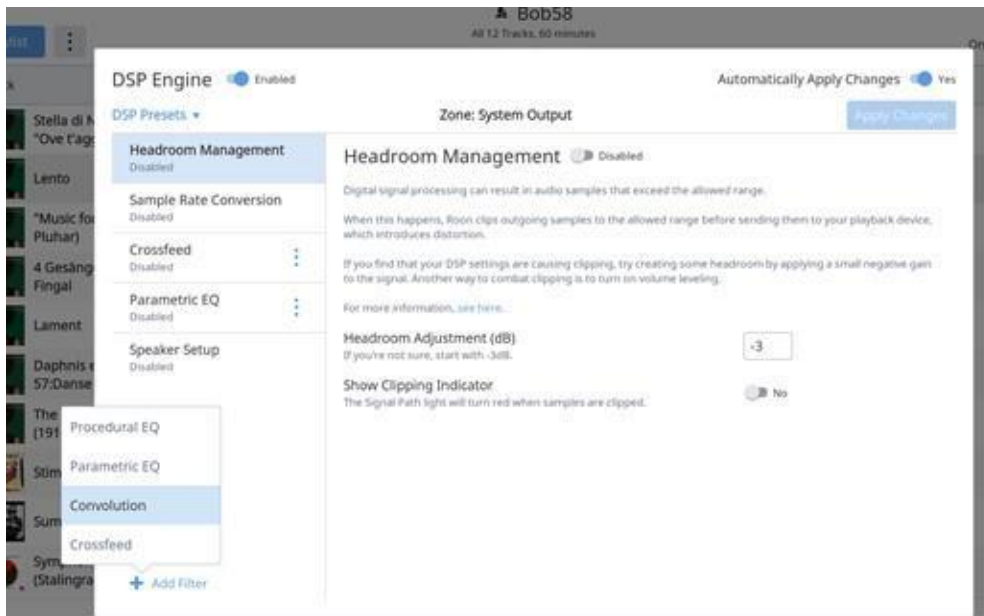 Bob58
All 12 Tracks, 60 minutes
DSP Engine Enabled
Automatically Apply Changes Yes
DSP Presets
Zone: System Output
Apply Changes
Stella di
"Ove t'ag
Lento
"Music fo
Pluhar)
4 Gesäng
Fingal
Lament
Daphnis e
57:Danse
The
(191
Stim
Sum
Sym
(Stalingra
Headroom Management
Disabled
Sample Rate Conversion
Disabled
Crossfeed
Disabled
Parametric EQ
Disabled
Speaker Setup
Disabled
Procedural EQ
Parametric EQ
Convolution
Crossfeed
Add Filter
Headroom Management Disabled
Digital signal processing can result in audio samples that exceed the allowed range.
When this happens, Roon clips outgoing samples to the allowed range before sending them to your playback device,
which introduces distortion.
If you find that your DSP settings are causing clipping, try creating some headroom by applying a small negative gain
to the signal. Another way to combat clipping is to turn on volume leveling.
For more information, see here.
Headroom Adjustment (dB)
If you're not sure, start with -3dB.
-3
Show Clipping Indicator
The Signal Path light will turn red when samples are clipped.
No